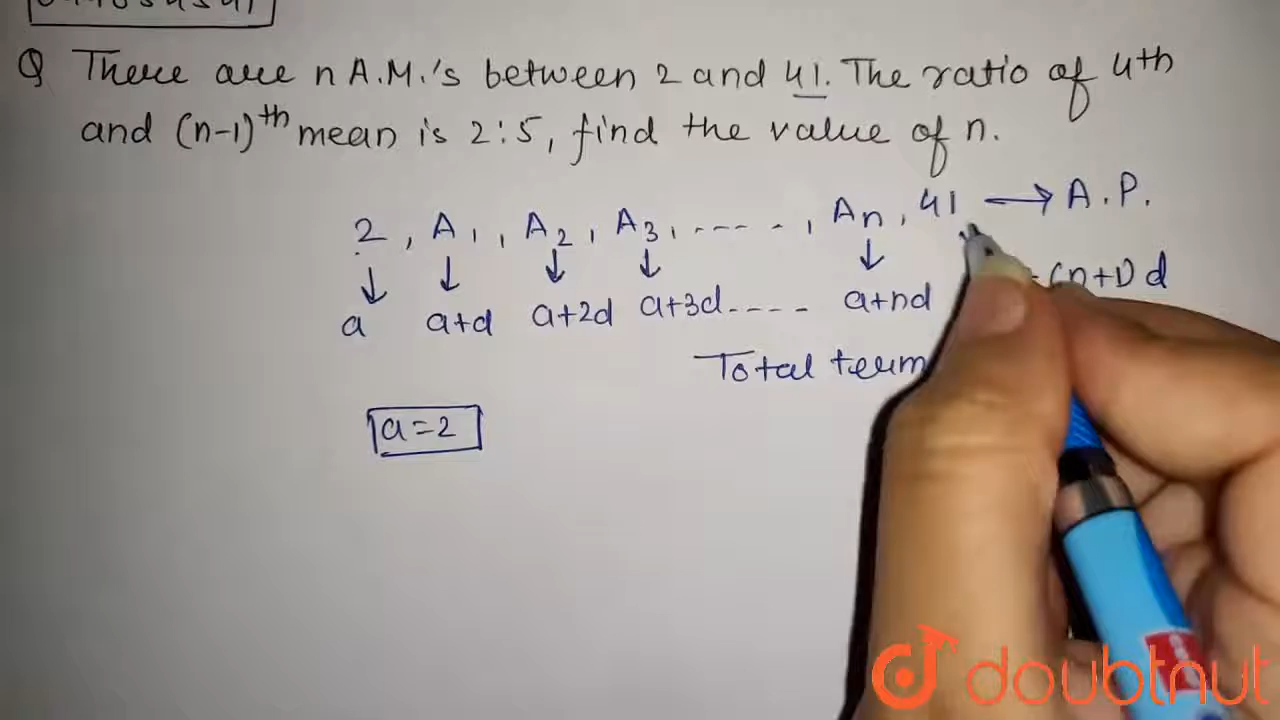 Q There are n A.M.'s between 2 and 41. The ratio of 4th
and (n-1)th mean is 2:5, find the value of n.
2, A1, A2, A3, ....., An, 41 → A.P.
↓ ↓ ↓ ↓ ↓
a a+d a+2d a+3d.... a+nd (n+1)d
Total term
a=2
doubtnut